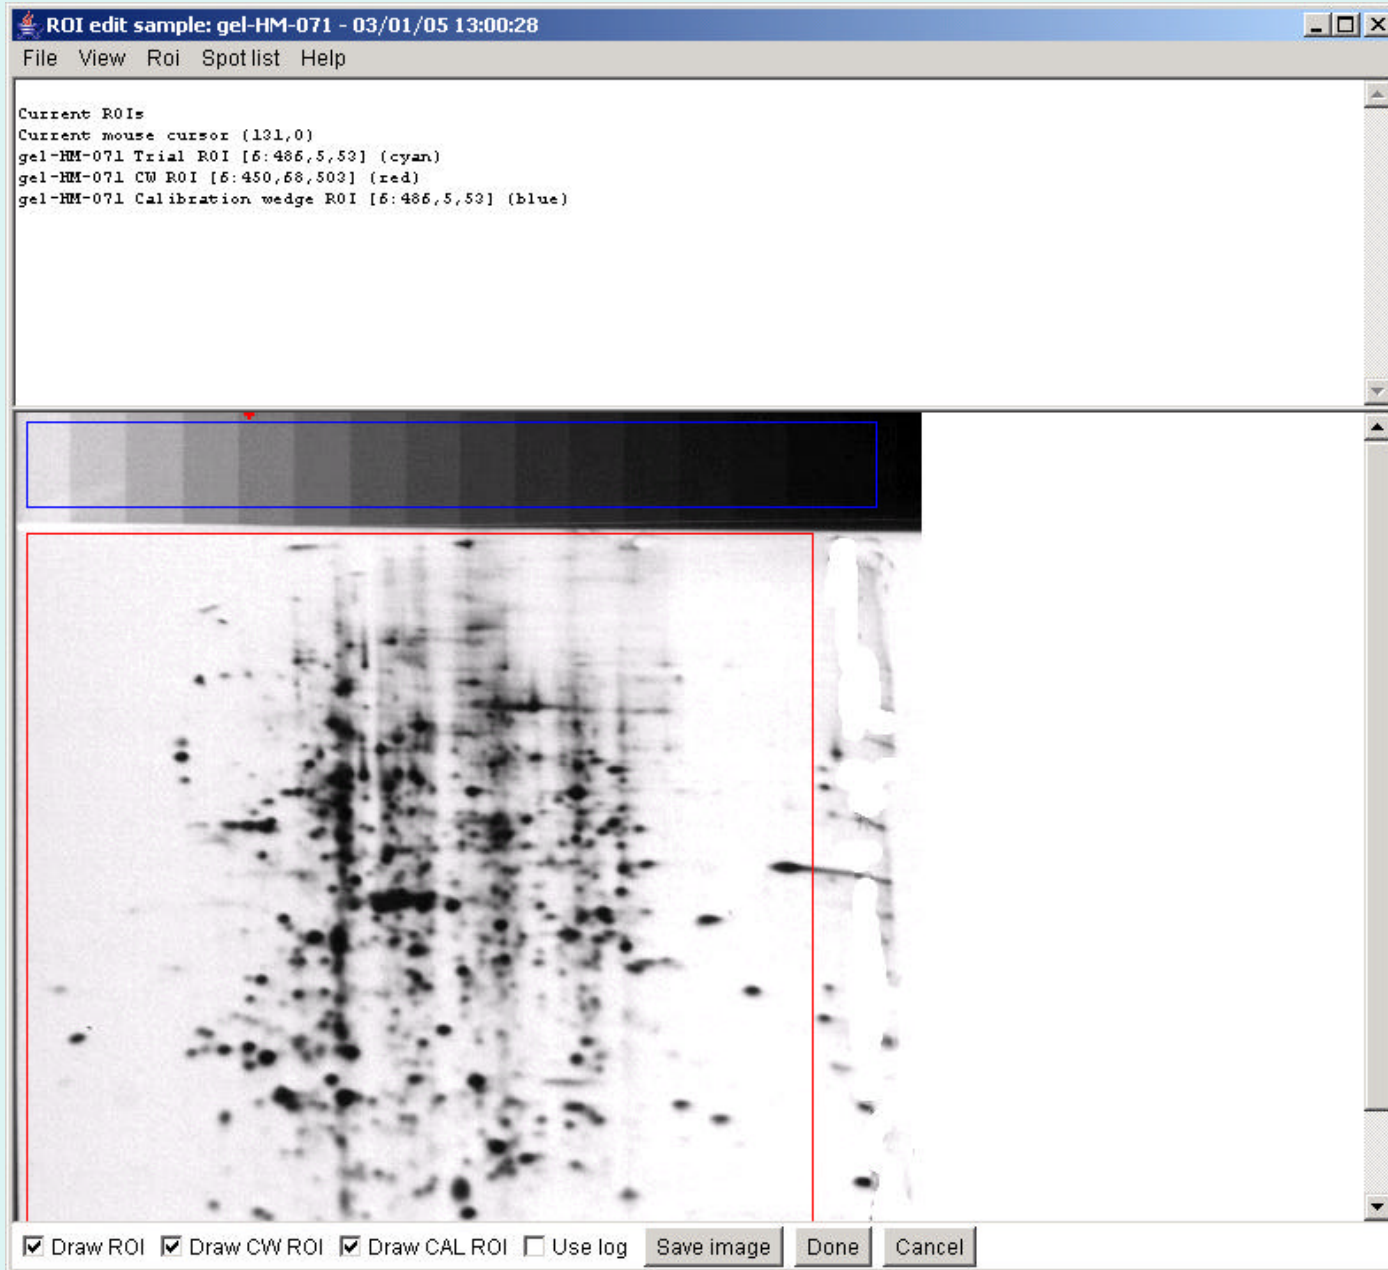 ROI edit sample: gel-HM-071 - 03/01/05 13:00:28
File View Roi Spot list Help
Current ROIs
Current mouse cursor (131,0)
gel-HM-071 Trial ROI [6:486,5,53] (cyan)
gel-HM-071 CW ROI [6:450,68,503] (red)
gel-HM-071 Calibration wedge ROI [6:486,5,53] (blue)
Draw ROI Draw CW ROI Draw CAL ROI Use log Save image Done Cancel